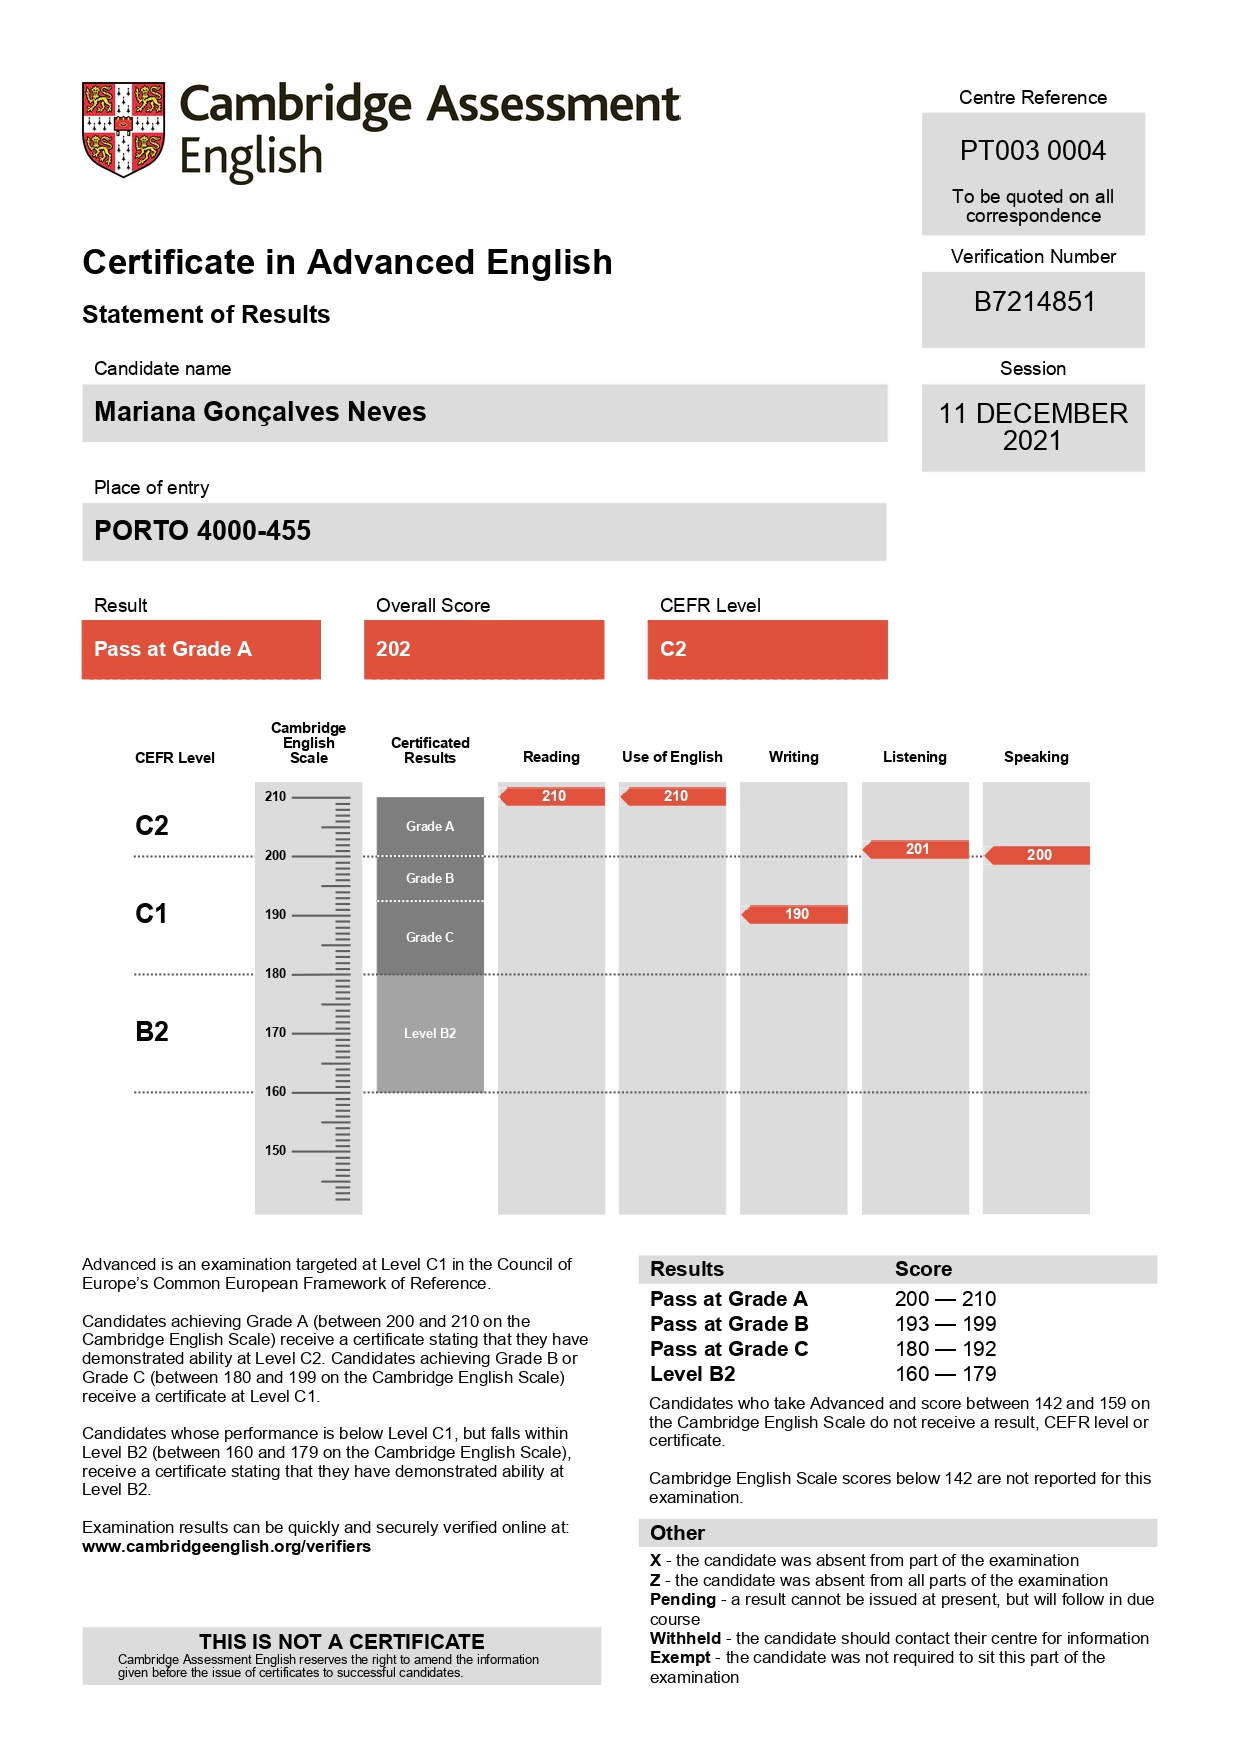 Cambridge Assessment
English
Centre Reference
PT003 0004
To be quoted on all
correspondence
Verification Number
B7214851
Session
11 DECEMBER
2021
Certificate in Advanced English
Statement of Results
Candidate name
Mariana Gonçalves Neves
Place of entry
PORTO 4000-455
Result
Overall Score
CEFR Level
Pass at Grade A
202
C2
CEFR Level
Cambridge
English
Scale
Certificated
Results
Reading
Use of English
Writing
Listening
Speaking
C2
C1
B2
210
200
190
180
170
160
150
Grade A
Grade B
Grade C
Level B2
210
210
190
201
200
Advanced is an examination targeted at Level C1 in the Council of
Europe’s Common European Framework of Reference.
Candidates achieving Grade A (between 200 and 210 on the
Cambridge English Scale) receive a certificate stating that they have
demonstrated ability at Level C2. Candidates achieving Grade B or
Grade C (between 180 and 199 on the Cambridge English Scale)
receive a certificate at Level C1.
Candidates whose performance is below Level C1, but falls within
Level B2 (between 160 and 179 on the Cambridge English Scale),
receive a certificate stating that they have demonstrated ability at
Level B2.
Examination results can be quickly and securely verified online at:
www.cambridgeenglish.org/verifiers
THIS IS NOT A CERTIFICATE
Cambridge Assessment English reserves the right to amend the information
given before the issue of certificates to successful candidates.
Results Score
Pass at Grade A 200 — 210
Pass at Grade B 193 — 199
Pass at Grade C 180 — 192
Level B2 160 — 179
Candidates who take Advanced and score between 142 and 159 on
the Cambridge English Scale do not receive a result, CEFR level or
certificate.
Cambridge English Scale scores below 142 are not reported for this
examination.
Other
X - the candidate was absent from part of the examination
Z - the candidate was absent from all parts of the examination
Pending - a result cannot be issued at present, but will follow in due
course
Withheld - the candidate should contact their centre for information
Exempt - the candidate was not required to sit this part of the
examination